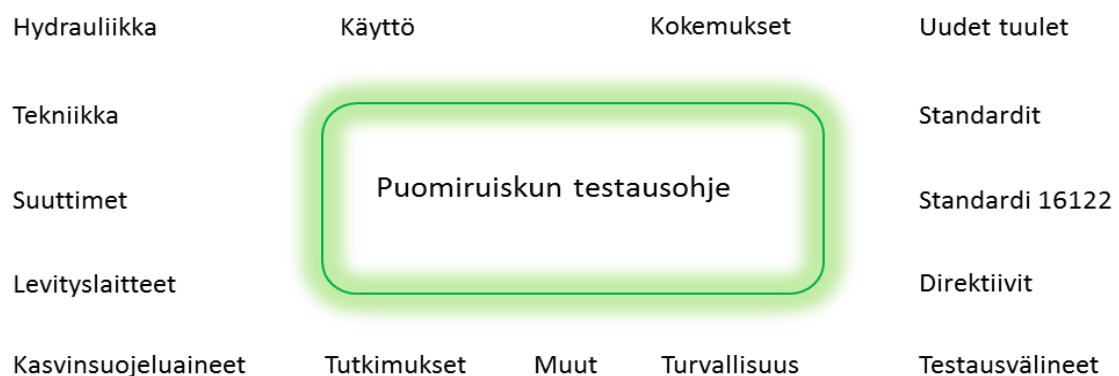 Hydrauliikka Käyttö Kokemukset Uudet tuulet
Tekniikka Standardit
Puomiruiskun testausohje
Suuttimet Standardi 16122
Levityslaitteet Direktiivit
Kasvinsuojeluaineet Tutkimukset Muut Turvallisuus Testausvälineet